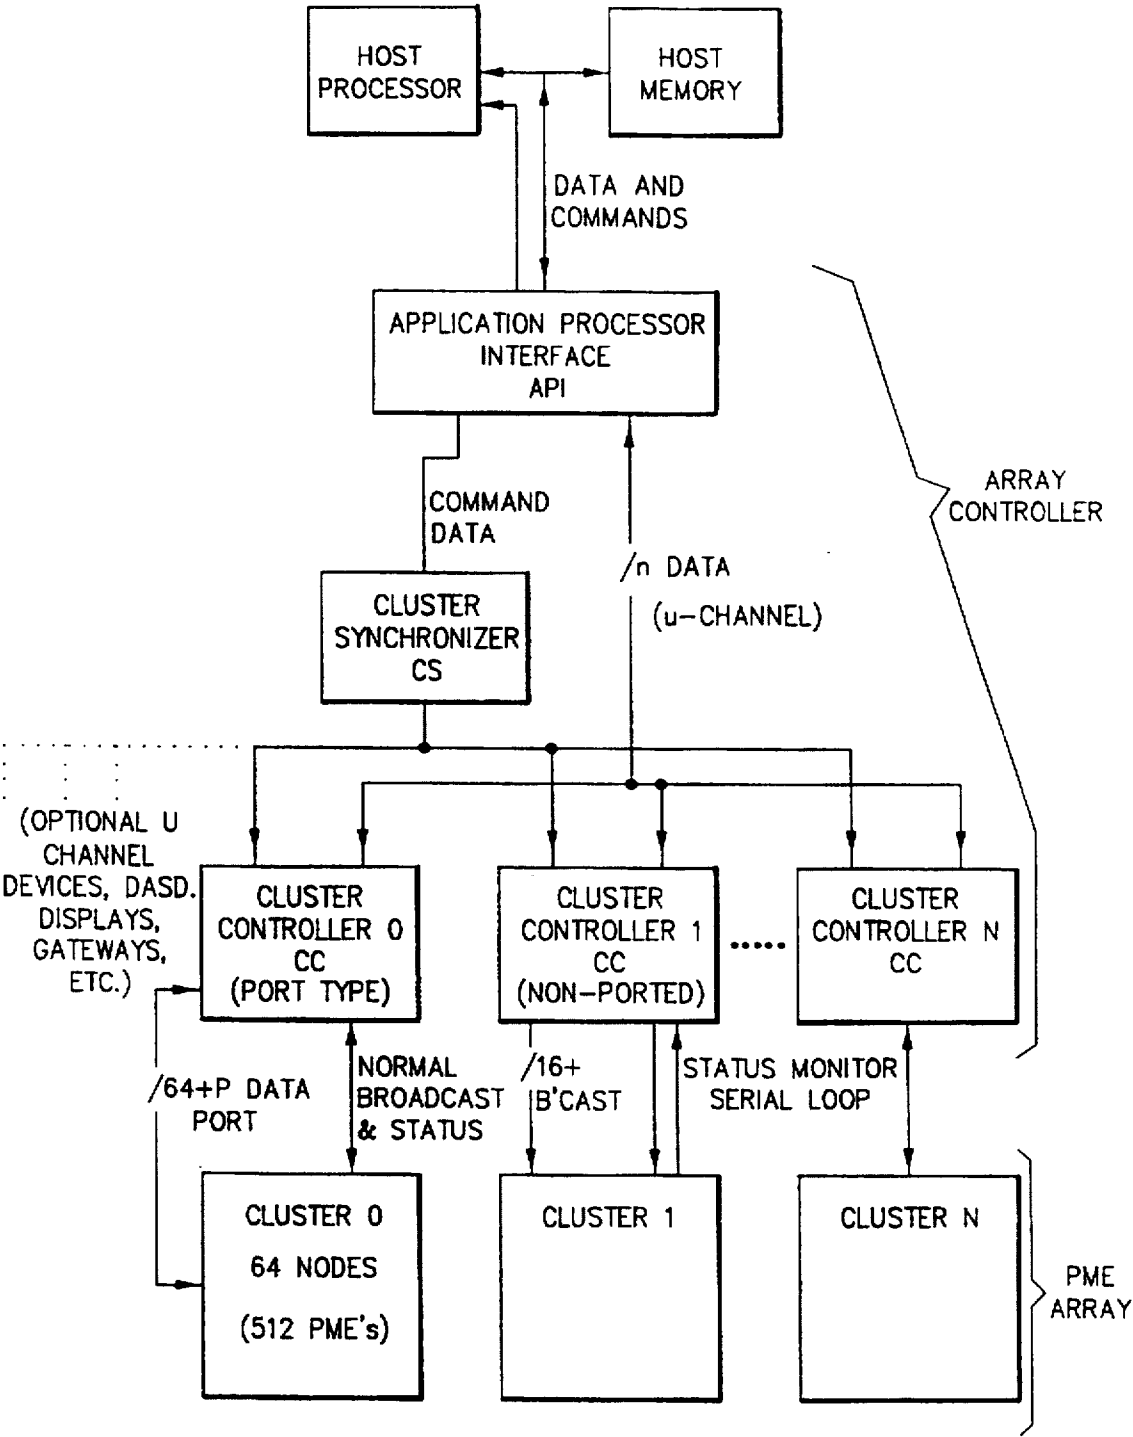 HOST
PROCESSOR
HOST
MEMORY
DATA AND
COMMANDS
APPLICATION PROCESSOR
INTERFACE
API
ARRAY
CONTROLLER
COMMAND
DATA
/n DATA
(u-CHANNEL)
CLUSTER
SYNCHRONIZER
CS
(OPTIONAL U
CHANNEL
DEVICES, DASD.
DISPLAYS,
GATEWAYS,
ETC.)
CLUSTER
CONTROLLER 0
CC
(PORT TYPE)
CLUSTER
CONTROLLER 1
CC
(NON-PORTED)
.....
CLUSTER
CONTROLLER N
CC
/64+P DATA
PORT
NORMAL
BROADCAST
& STATUS
/16+
B'CAST
STATUS MONITOR
SERIAL LOOP
CLUSTER 0
64 NODES
(512 PME's)
CLUSTER 1
CLUSTER N
PME
ARRAY